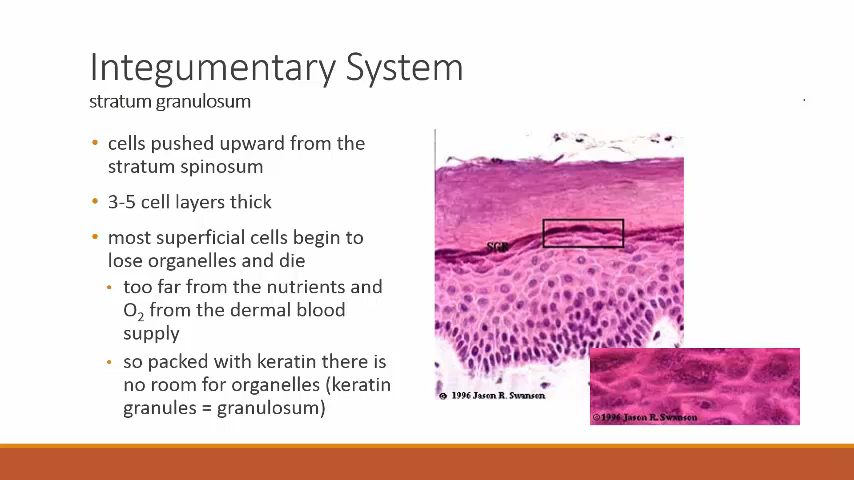 Integumentary System
stratum granulosum
• cells pushed upward from the
stratum spinosum
• 3-5 cell layers thick
• most superficial cells begin to
lose organelles and die
• too far from the nutrients and
O₂ from the dermal blood
supply
• so packed with keratin there is
no room for organelles (keratin
granules = granulosum)
SGR
© 1996 Jason R. Swanson
©1996 Jason R. Swanson